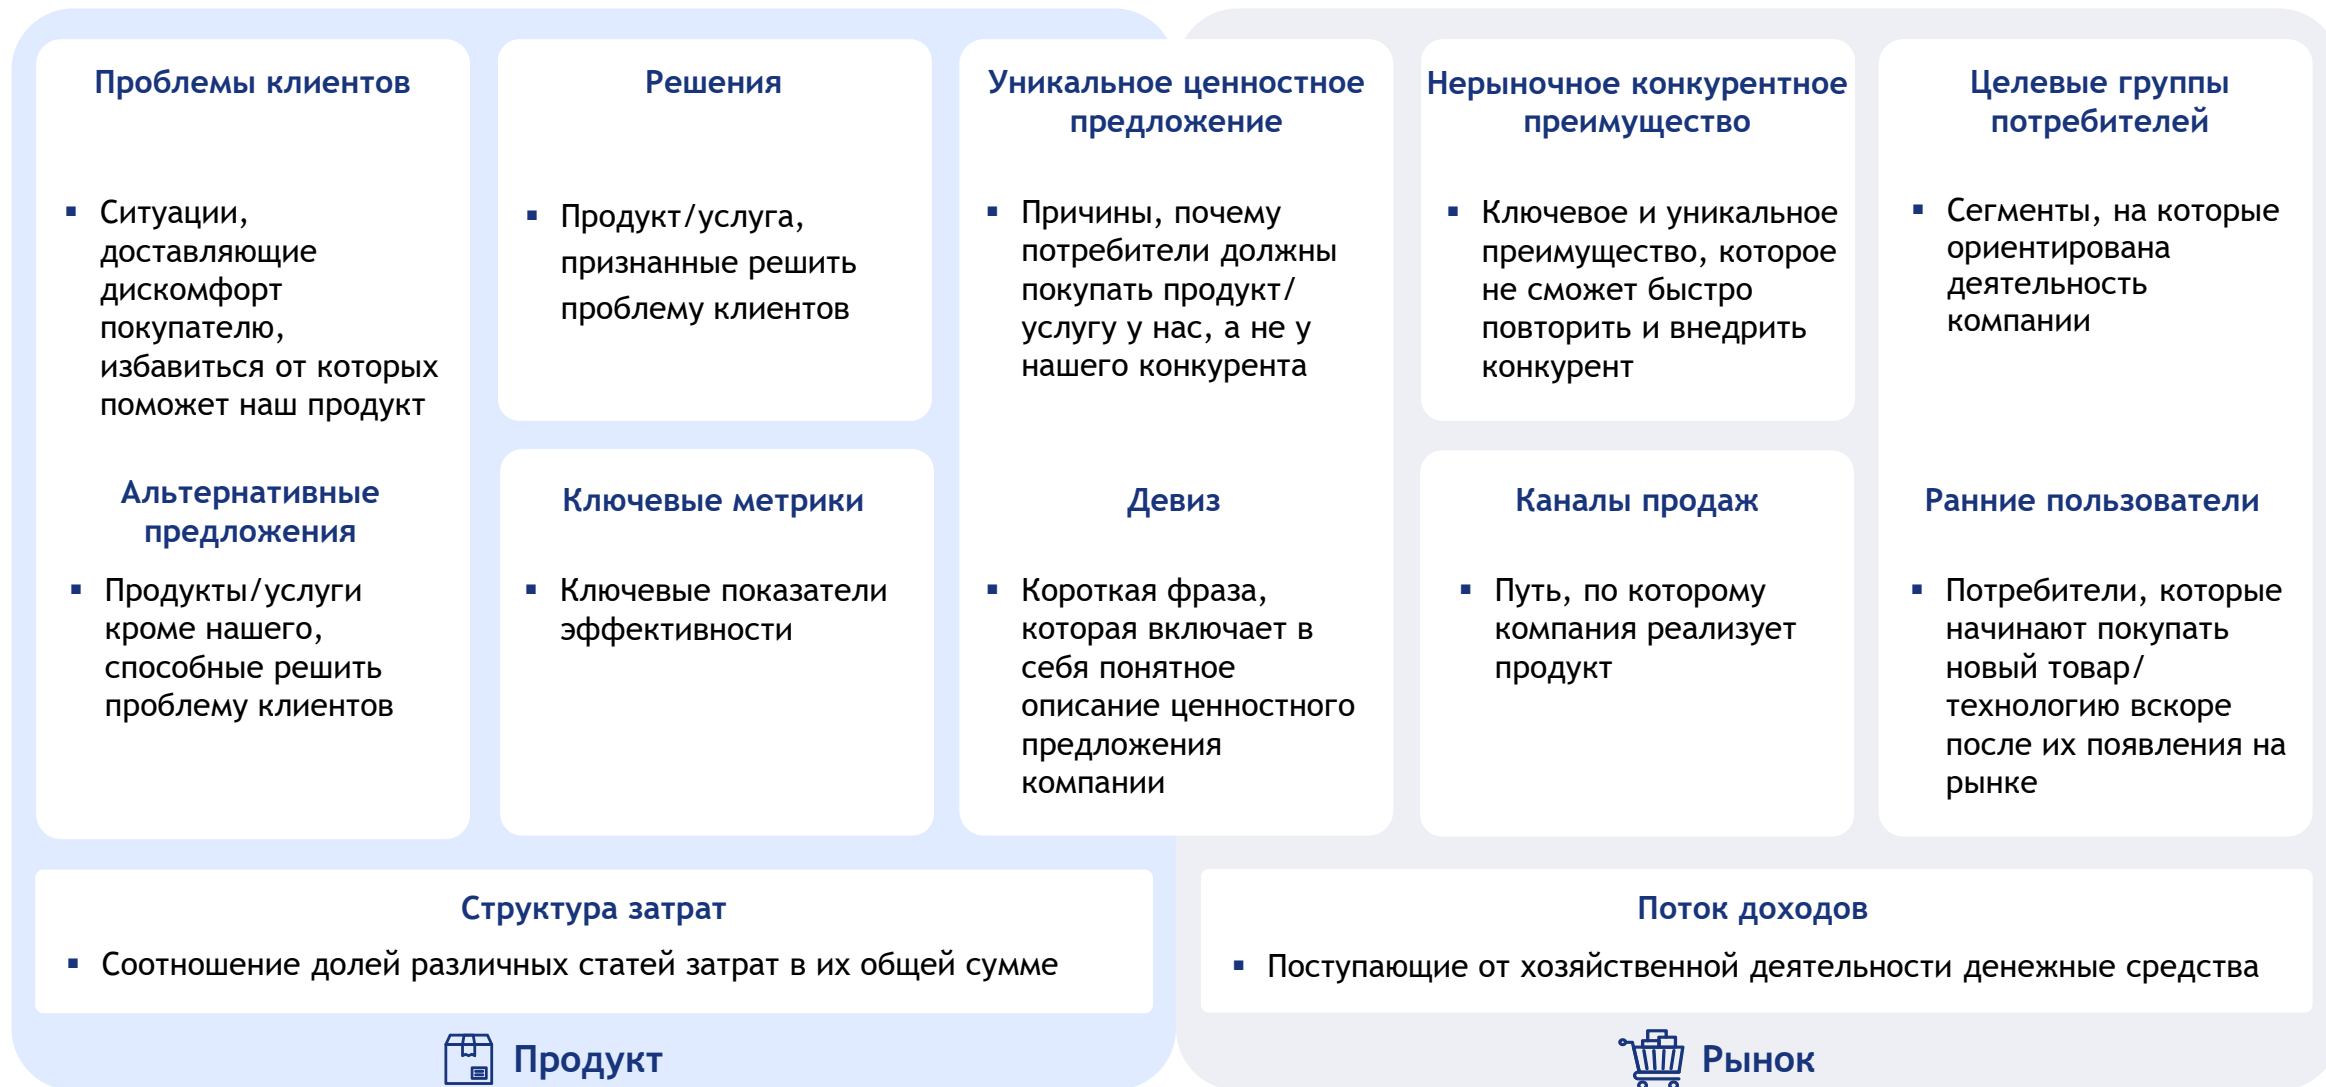 Проблемы клиентов
▪ Ситуации,
доставляющие
дискомфорт
покупателю,
избавиться от которых
поможет наш продукт
Альтернативные
предложения
▪ Продукты/услуги
кроме нашего,
способные решить
проблему клиентов
Решения
▪ Продукт/услуга,
признанные решить
проблему клиентов
Ключевые метрики
▪ Ключевые показатели
эффективности
Уникальное ценностное
предложение
▪ Причины, почему
потребители должны
покупать продукт/
услугу у нас, а не у
нашего конкурента
Девиз
▪ Короткая фраза,
которая включает в
себя понятное
описание ценностного
предложения
компании
Нерыночное конкурентное
преимущество
▪ Ключевое и уникальное
преимущество, которое
не сможет быстро
повторить и внедрить
конкурент
Каналы продаж
▪ Путь, по которому
компания реализует
продукт
Целевые группы
потребителей
▪ Сегменты, на которые
ориентирована
деятельность
компании
Ранние пользователи
▪ Потребители, которые
начинают покупать
новый товар/
технологию вскоре
после их появления на
рынке
Структура затрат
▪ Соотношение долей различных статей затрат в их общей сумме
Поток доходов
▪ Поступающие от хозяйственной деятельности денежные средства
Продукт
Рынок